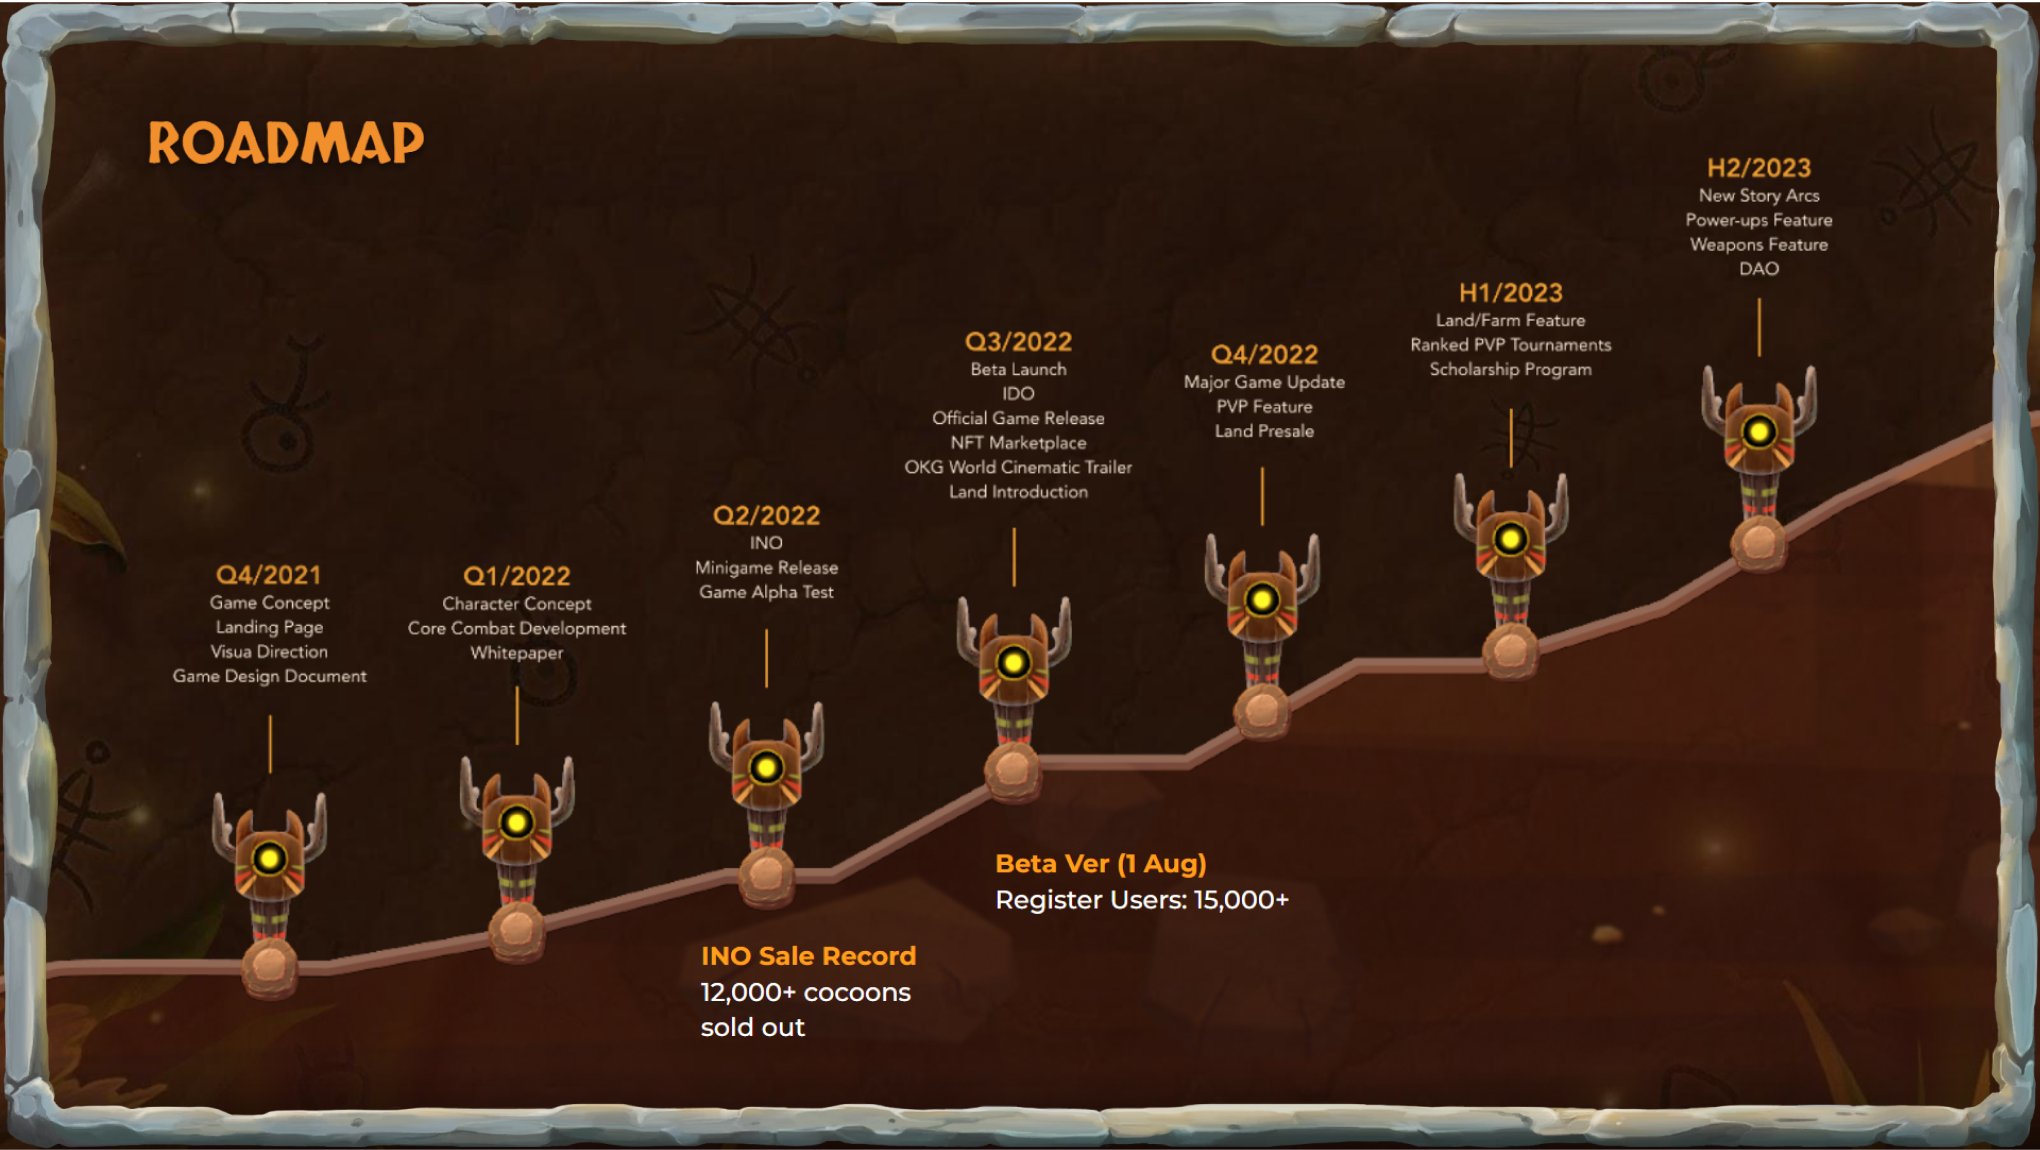 ROADMAP
Q4/2021
Game Concept
Landing Page
Visua Direction
Game Design Document
Q1/2022
Character Concept
Core Combat Development
Whitepaper
Q2/2022
INO
Minigame Release
Game Alpha Test
INO Sale Record
12,000+ cocoons
sold out
Q3/2022
Beta Launch
IDO
Official Game Release
NFT Marketplace
OKG World Cinematic Trailer
Land Introduction
Beta Ver (1 Aug)
Register Users: 15,000+
Q4/2022
Major Game Update
PVP Feature
Land Presale
H1/2023
Land/Farm Feature
Ranked PVP Tournaments
Scholarship Program
H2/2023
New Story Arcs
Power-ups Feature
Weapons Feature
DAO